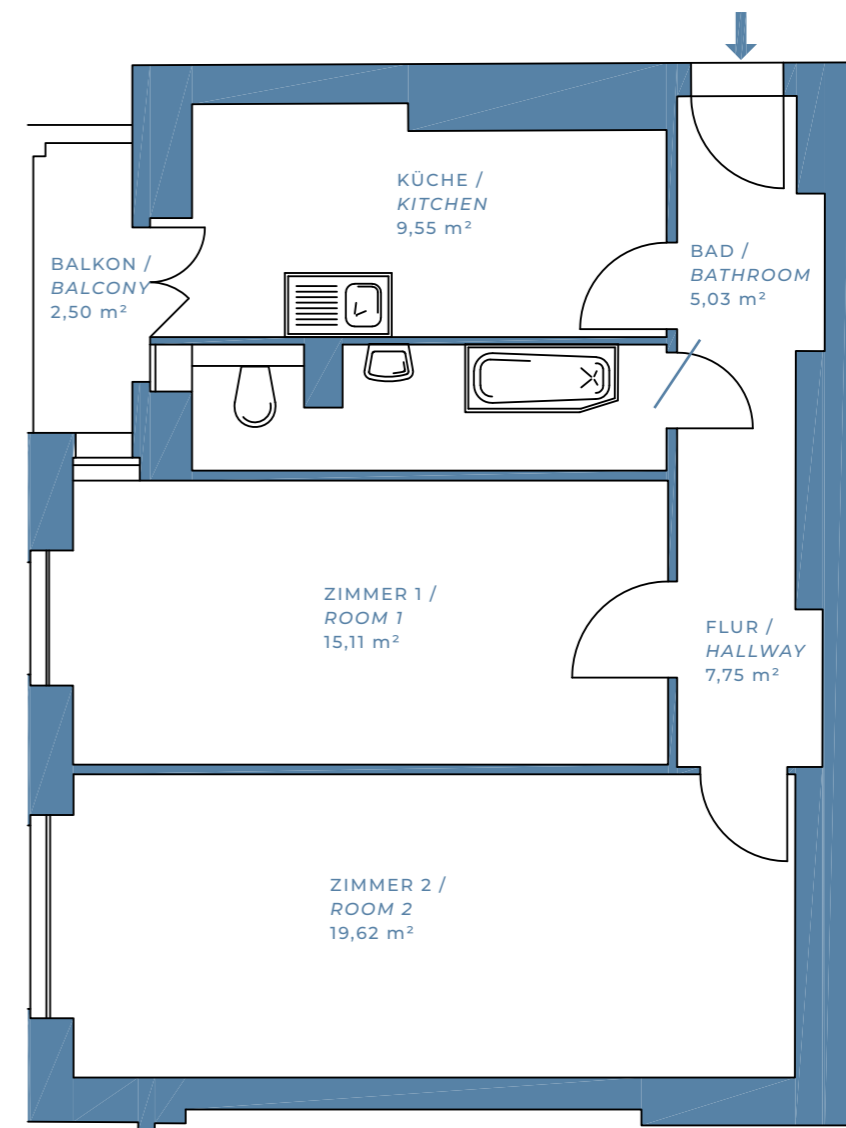 KÜCHE /
KITCHEN
9,55 m²
BAD /
BATHROOM
5,03 m²
BALKON /
BALCONY
2,50 m²
ZIMMER 1 /
ROOM 1
15,11 m²
FLUR /
HALLWAY
7,75 m²
ZIMMER 2 /
ROOM 2
19,62 m²